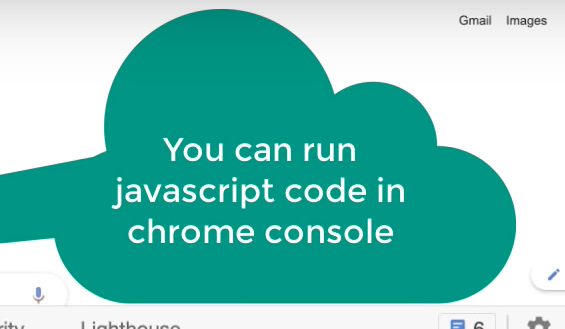 Gmail Images
You can run
javascript code in
chrome console
Lighthouse
6